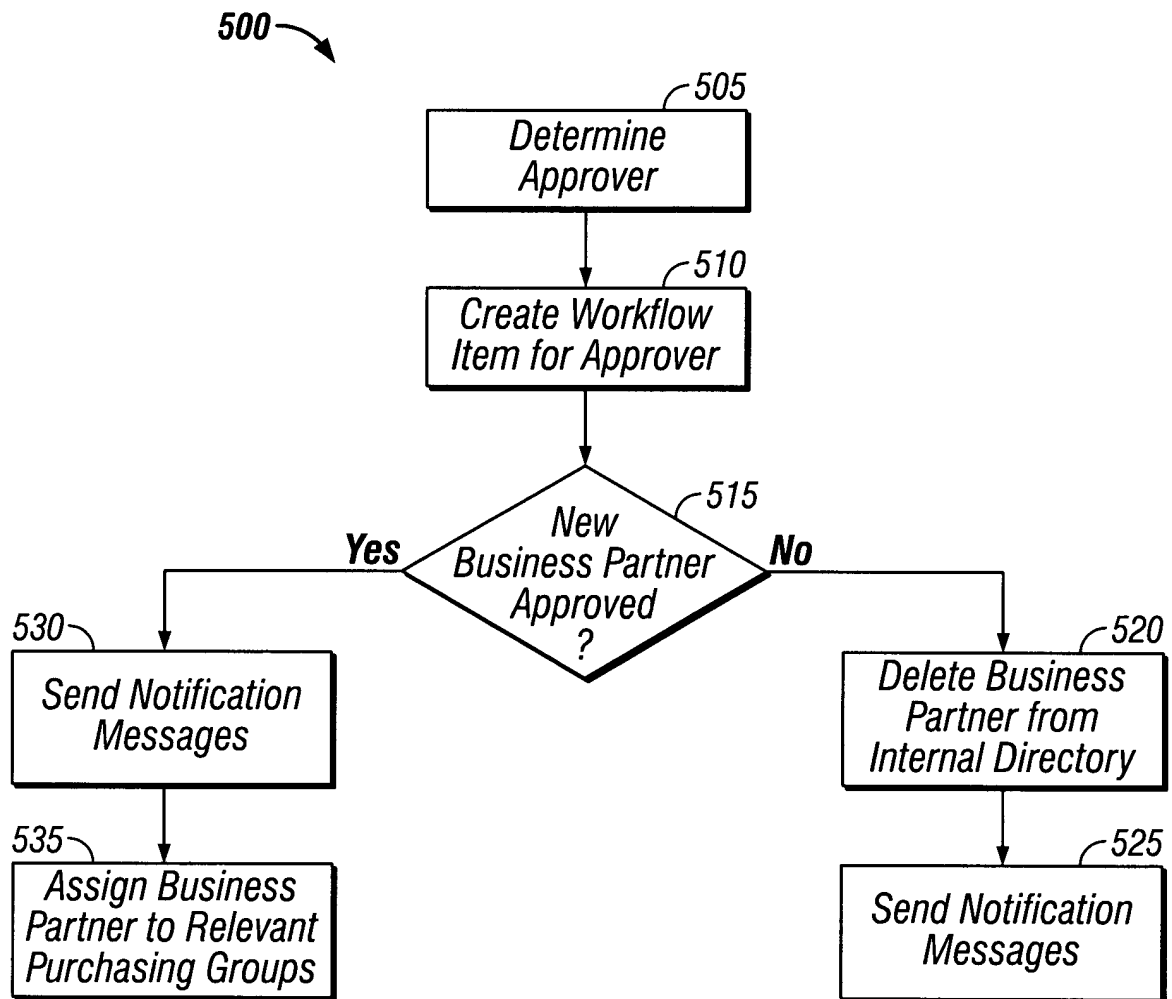 500
505
Determine
Approver
510
Create Workflow
Item for Approver
515
New
Business Partner
Approved
?
Yes
No
530
Send Notification
Messages
520
Delete Business
Partner from
Internal Directory
535
Assign Business
Partner to Relevant
Purchasing Groups
525
Send Notification
Messages